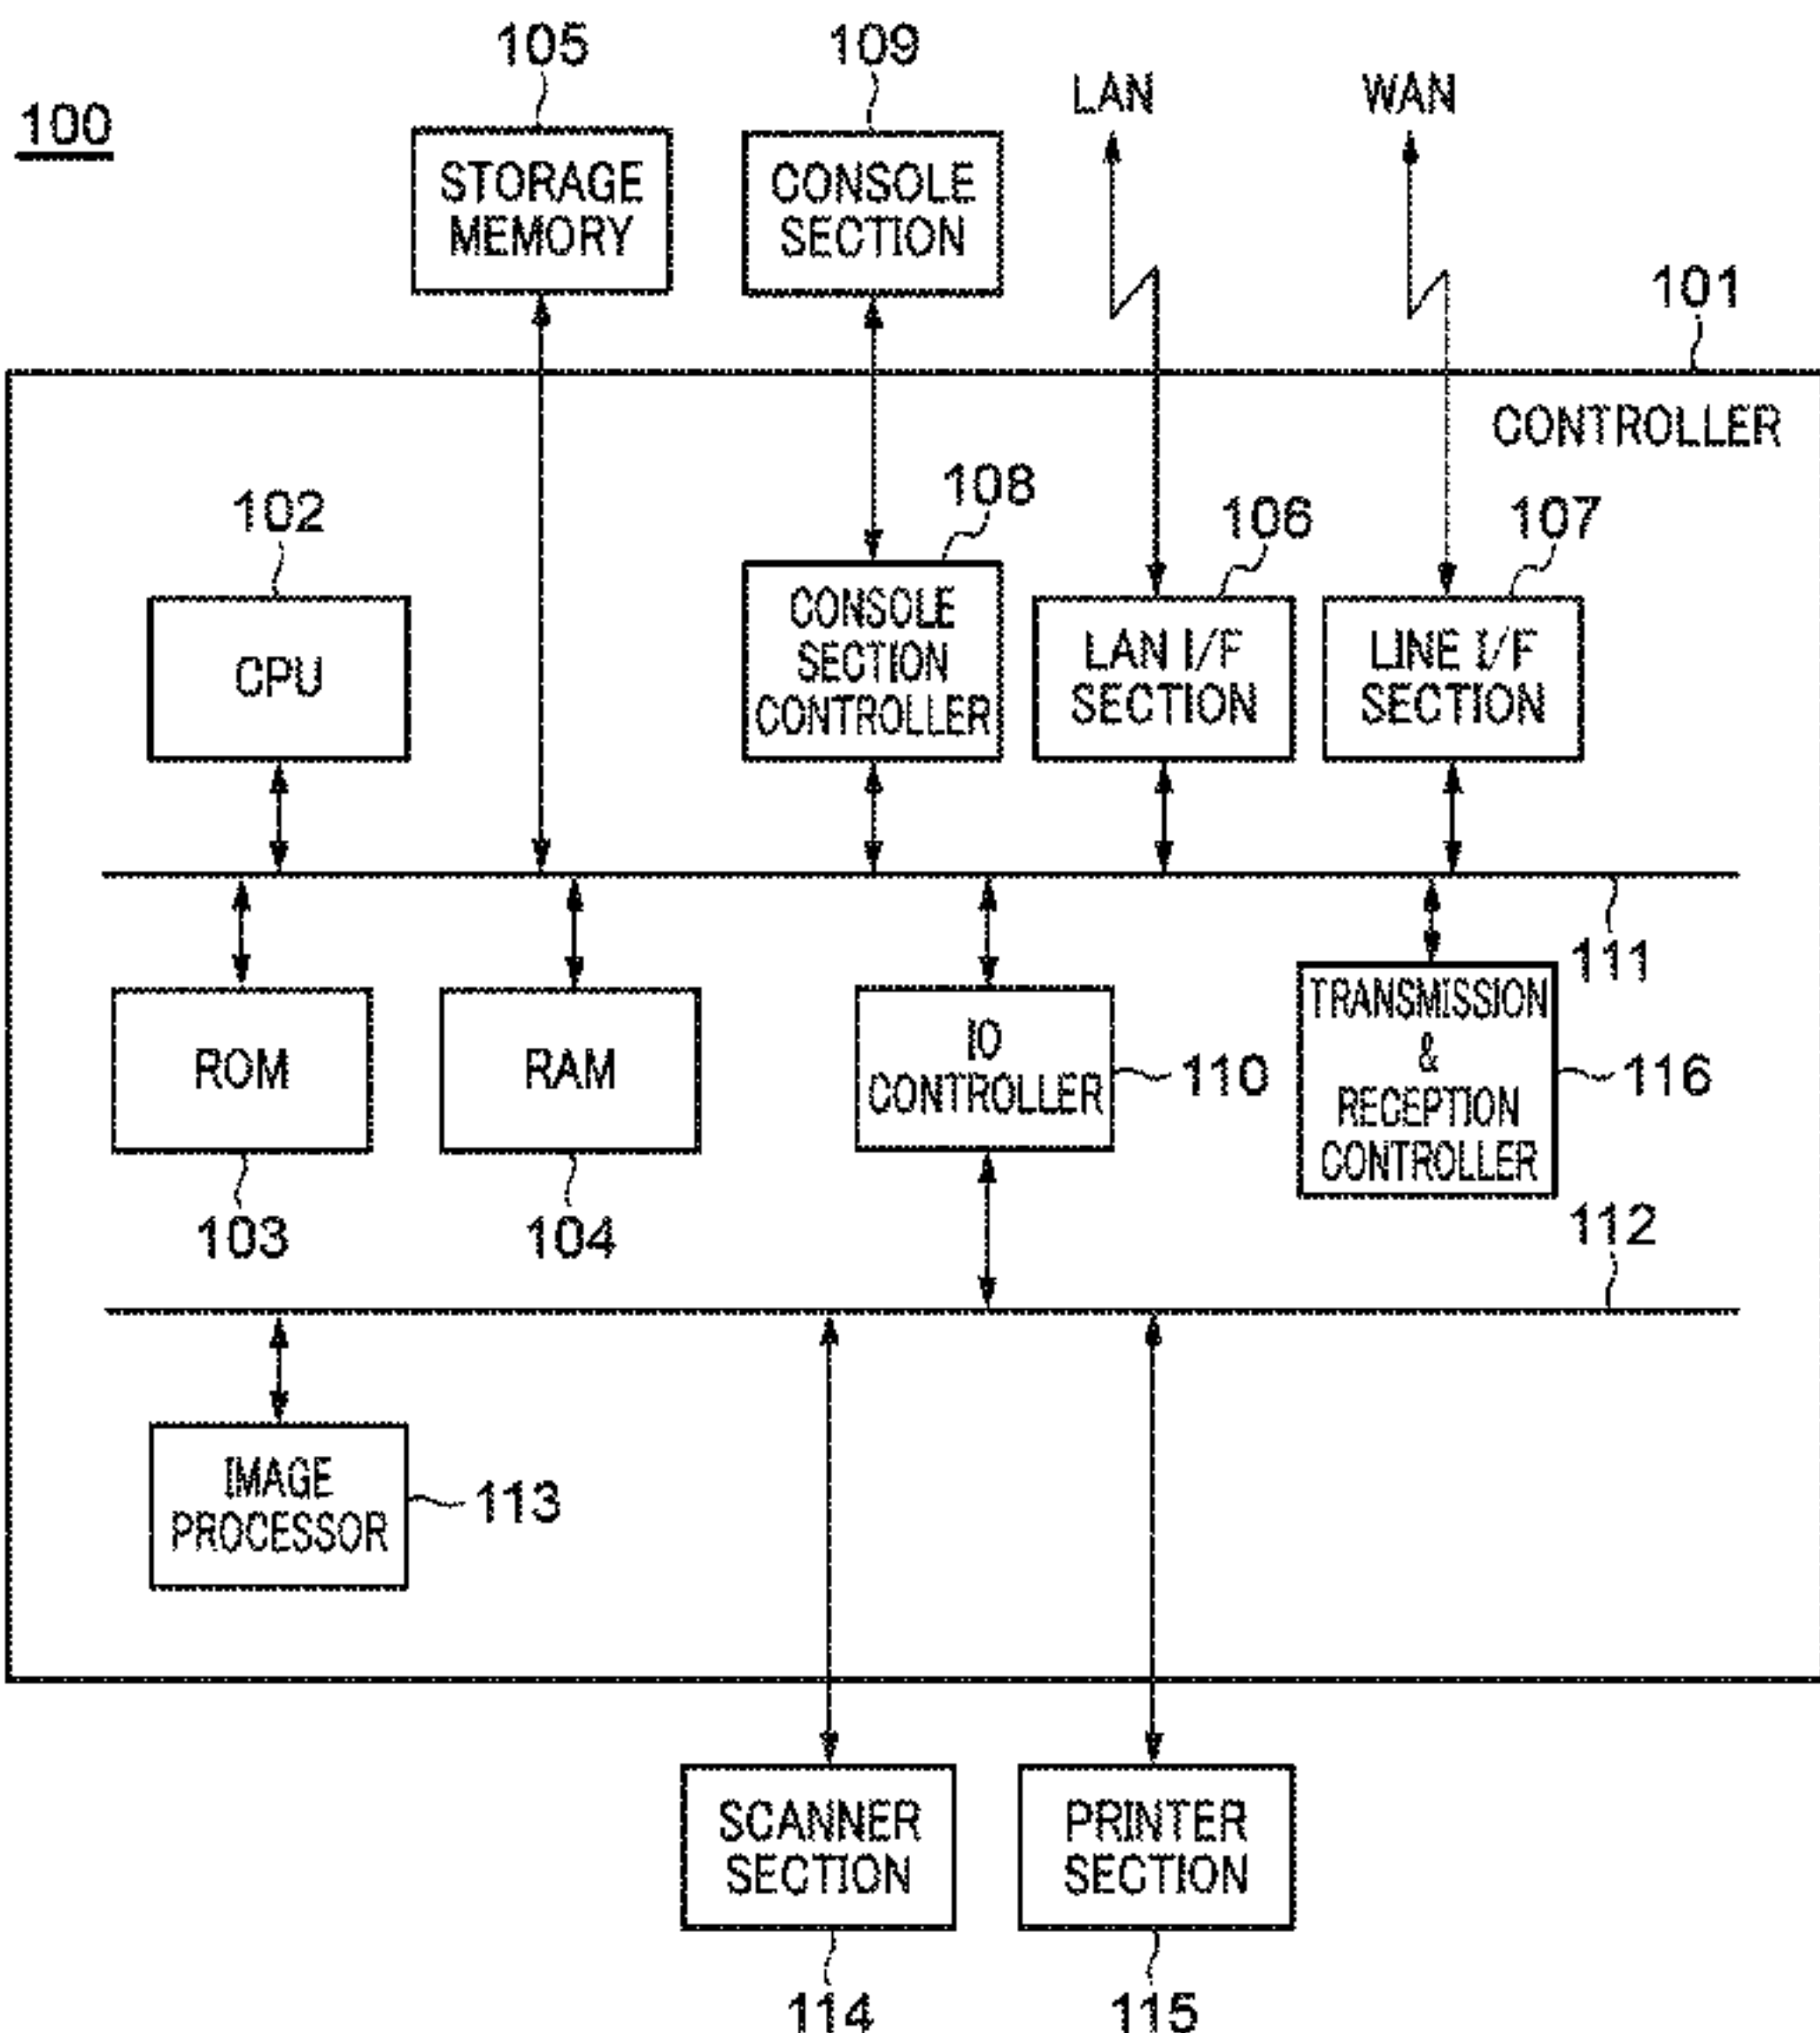 100
105
109
LAN
WAN
STORAGE
MEMORY
CONSOLE
SECTION
101
CONTROLLER
102
108
106
107
CPU
CONSOLE
SECTION
CONTROLLER
LAN I/F
SECTION
LINE I/F
SECTION
111
ROM
RAM
IO
CONTROLLER
110
TRANSMISSION
&
RECEPTION
CONTROLLER
116
103
104
112
IMAGE
PROCESSOR
113
SCANNER
SECTION
PRINTER
SECTION
114
115